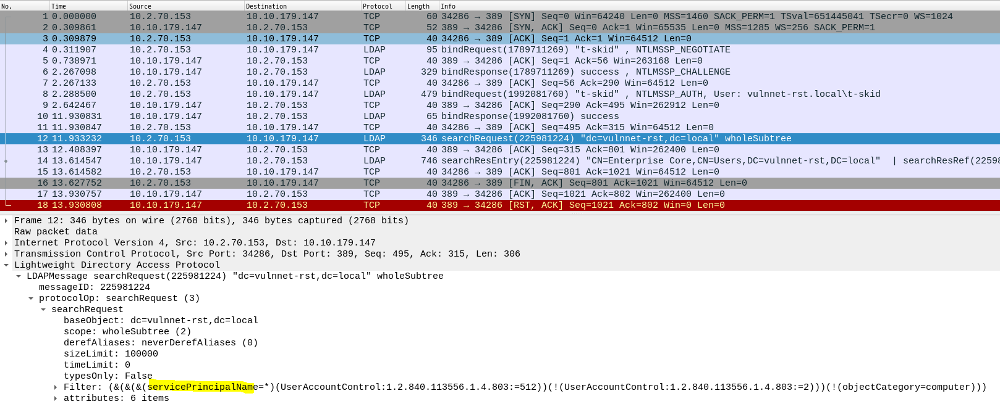 No. Time Source Destination Protocol Length Info
1 0.000000 10.2.70.153 10.10.179.147 TCP 60 34286 → 389 [SYN] Seq=0 Win=64240 Len=0 MSS=1460 SACK_PERM=1 TSval=651445041 TSecr=0 WS=1024
2 0.309861 10.10.179.147 10.2.70.153 TCP 52 389 → 34286 [SYN, ACK] Seq=0 Ack=1 Win=65535 Len=0 MSS=1285 WS=256 SACK_PERM=1
3 0.309879 10.2.70.153 10.10.179.147 TCP 40 34286 → 389 [ACK] Seq=1 Ack=1 Win=64512 Len=0
4 0.311907 10.2.70.153 10.10.179.147 LDAP 95 bindRequest(1789711269) "t-skid" , NTLMSSP_NEGOTIATE
5 0.738971 10.10.179.147 10.2.70.153 TCP 40 389 → 34286 [ACK] Seq=1 Ack=56 Win=263168 Len=0
6 2.267098 10.10.179.147 10.2.70.153 LDAP 329 bindResponse(1789711269) success , NTLMSSP_CHALLENGE
7 2.267133 10.2.70.153 10.10.179.147 TCP 40 34286 → 389 [ACK] Seq=56 Ack=290 Win=64512 Len=0
8 2.288500 10.2.70.153 10.10.179.147 LDAP 479 bindRequest(1992081760) "t-skid" , NTLMSSP_AUTH, User: vulnnet-rst.local\t-skid
9 2.642467 10.10.179.147 10.2.70.153 TCP 40 389 → 34286 [ACK] Seq=290 Ack=495 Win=262912 Len=0
10 11.930831 10.10.179.147 10.2.70.153 LDAP 65 bindResponse(1992081760) success
11 11.930847 10.2.70.153 10.10.179.147 TCP 40 34286 → 389 [ACK] Seq=495 Ack=315 Win=64512 Len=0
12 11.933232 10.2.70.153 10.10.179.147 LDAP 346 searchRequest(225981224) "dc=vulnnet-rst,dc=local" wholeSubtree
13 12.408397 10.10.179.147 10.2.70.153 TCP 40 389 → 34286 [ACK] Seq=315 Ack=801 Win=262400 Len=0
14 13.614547 10.10.179.147 10.2.70.153 LDAP 746 searchResEntry(225981224) "CN=Enterprise Core,CN=Users,DC=vulnnet-rst,DC=local" | searchResRef(22598
15 13.614582 10.2.70.153 10.10.179.147 TCP 40 34286 → 389 [ACK] Seq=801 Ack=1021 Win=64512 Len=0
16 13.627752 10.2.70.153 10.10.179.147 TCP 40 34286 → 389 [FIN, ACK] Seq=801 Ack=1021 Win=64512 Len=0
17 13.930757 10.10.179.147 10.2.70.153 TCP 40 389 → 34286 [ACK] Seq=1021 Ack=802 Win=262400 Len=0
18 13.930808 10.10.179.147 10.2.70.153 TCP 40 389 → 34286 [RST, ACK] Seq=1021 Ack=802 Win=0 Len=0
Frame 12: 346 bytes on wire (2768 bits), 346 bytes captured (2768 bits)
Raw packet data
Internet Protocol Version 4, Src: 10.2.70.153, Dst: 10.10.179.147
Transmission Control Protocol, Src Port: 34286, Dst Port: 389, Seq: 495, Ack: 315, Len: 306
Lightweight Directory Access Protocol
LDAPMessage searchRequest(225981224) "dc=vulnnet-rst,dc=local" wholeSubtree
messageID: 225981224
protocolOp: searchRequest (3)
searchRequest
baseObject: dc=vulnnet-rst,dc=local
scope: wholeSubtree (2)
derefAliases: neverDerefAliases (0)
sizeLimit: 100000
timeLimit: 0
typesOnly: False
Filter: (&(&(&(servicePrincipalName=*)(UserAccountControl:1.2.840.113556.1.4.803:=512))(!(UserAccountControl:1.2.840.113556.1.4.803:=2)))(!(objectCategory=computer)))
attributes: 6 items